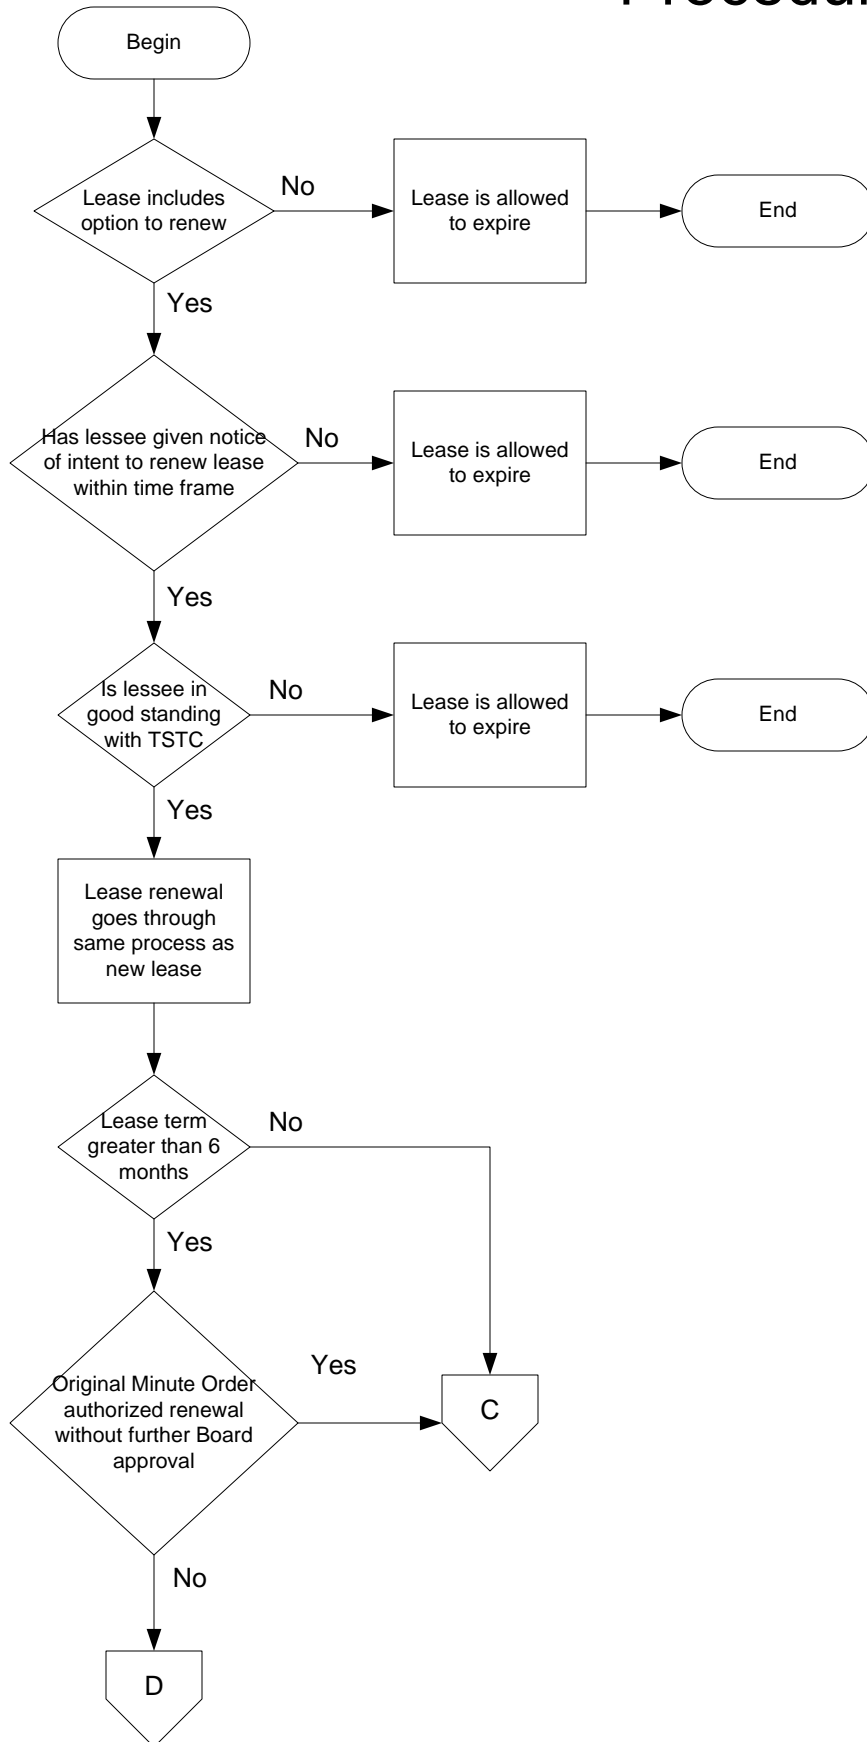 Begin
Lease includes
option to renew
No
Lease is allowed
to expire
End
Yes
Has lessee given notice
of intent to renew lease
within time frame
No
Lease is allowed
to expire
End
Yes
Is lessee in
good standing
with TSTC
No
Lease is allowed
to expire
End
Yes
Lease renewal
goes through
same process as
new lease
Lease term
greater than 6
months
No
Yes
Original Minute Order
authorized renewal
without further Board
approval
Yes
C
No
D